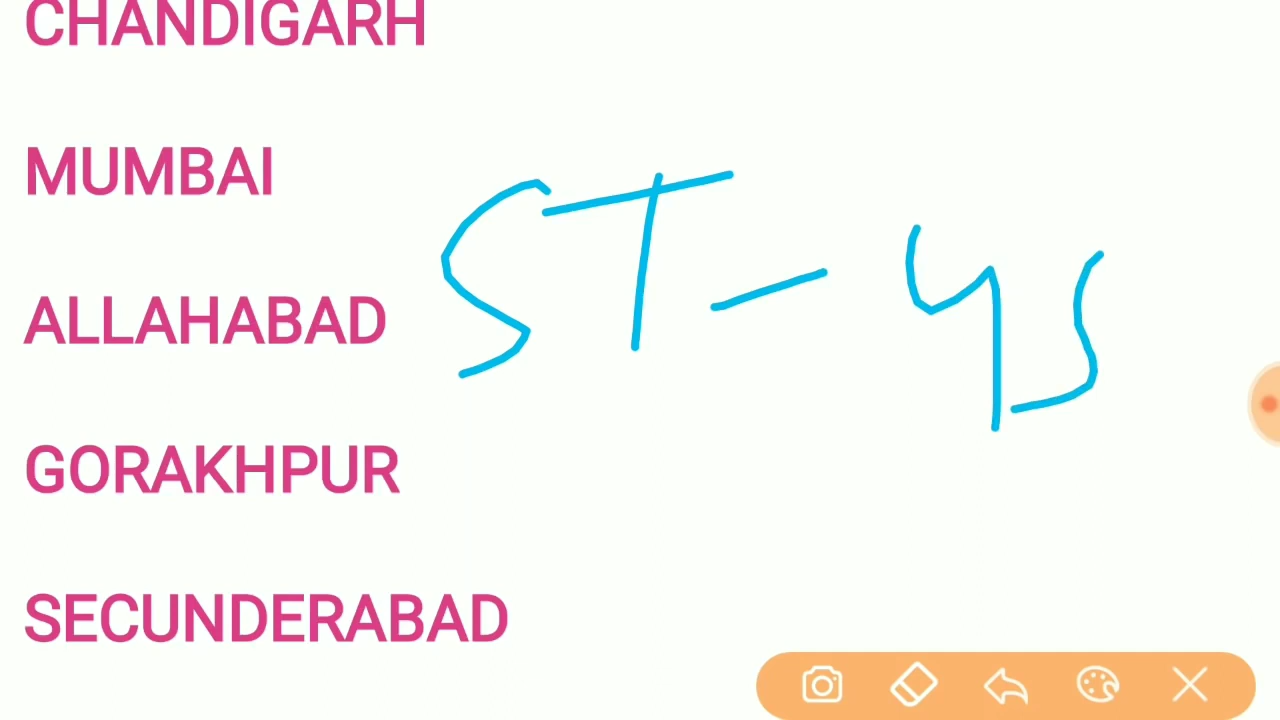 CHANDIGARH
MUMBAI
ST - 45
ALLAHABAD
GORAKHPUR
SECUNDERABAD